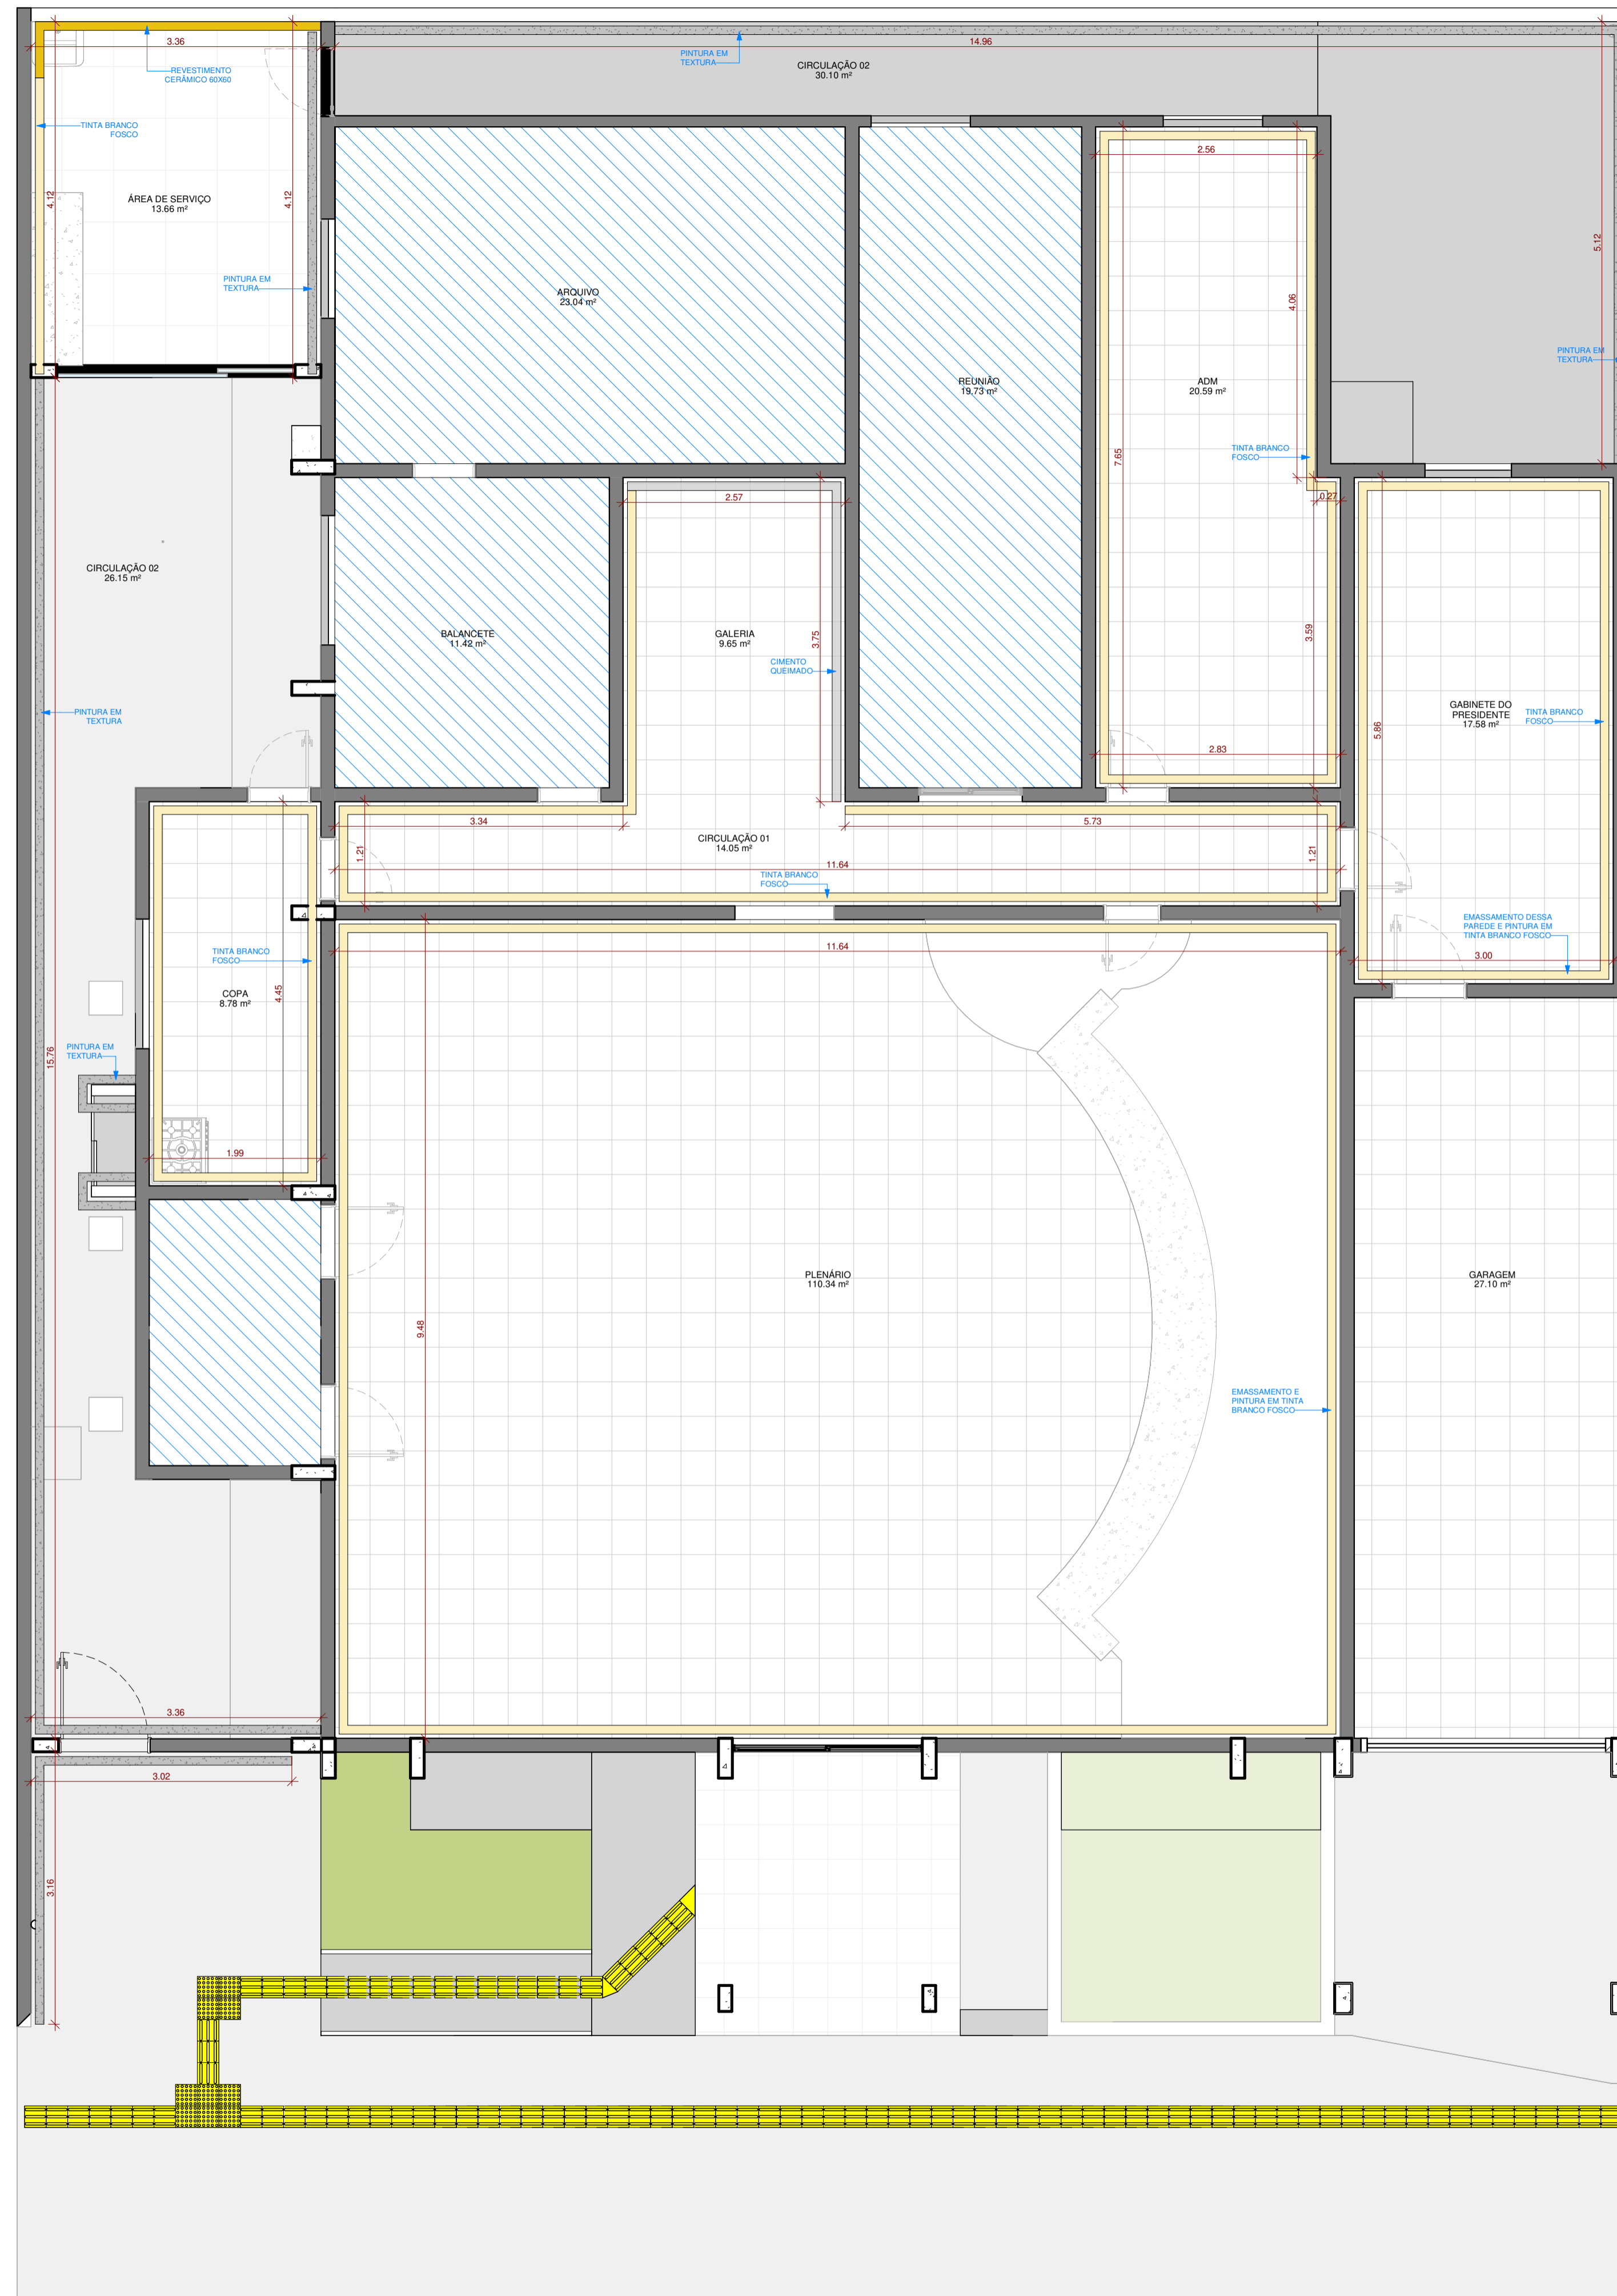 3.36
14.96
PINTURA EM
TEXTURA
CIRCULAÇÃO 02
30.10 m²
REVESTIMENTO
CERÂMICO 60X60
TINTA BRANCO
FOSCO
2.56
4.12
4.12
ÁREA DE SERVIÇO
13.66 m²
5.12
PINTURA EM
TEXTURA
ARQUIVO
23.04 m²
4.06
PINTURA EM
TEXTURA
REUNIÃO
19.73 m²
ADM
20.59 m²
TINTA BRANCO
FOSCO
7.65
2.57
0.27
CIRCULAÇÃO 02
26.15 m²
BALANCETE
11.42 m²
GALERIA
9.65 m²
3.75
3.59
CIMENTO
QUEIMADO
PINTURA EM
TEXTURA
GABINETE DO
PRESIDENTE
17.58 m²
TINTA BRANCO
FOSCO
5.86
2.83
3.34
5.73
CIRCULAÇÃO 01
14.05 m²
1.21
1.21
11.64
TINTA BRANCO
FOSCO
EMASSAMENTO DESSA
PAREDE E PINTURA EM
TINTA BRANCO FOSCO
11.64
3.00
TINTA BRANCO
FOSCO
COPA
8.78 m²
4.45
PINTURA EM
TEXTURA
15.76
1.99
PLENÁRIO
110.34 m²
GARAGEM
27.10 m²
9.48
EMASSAMENTO E
PINTURA EM TINTA
BRANCO FOSCO
3.36
3.02
3.16